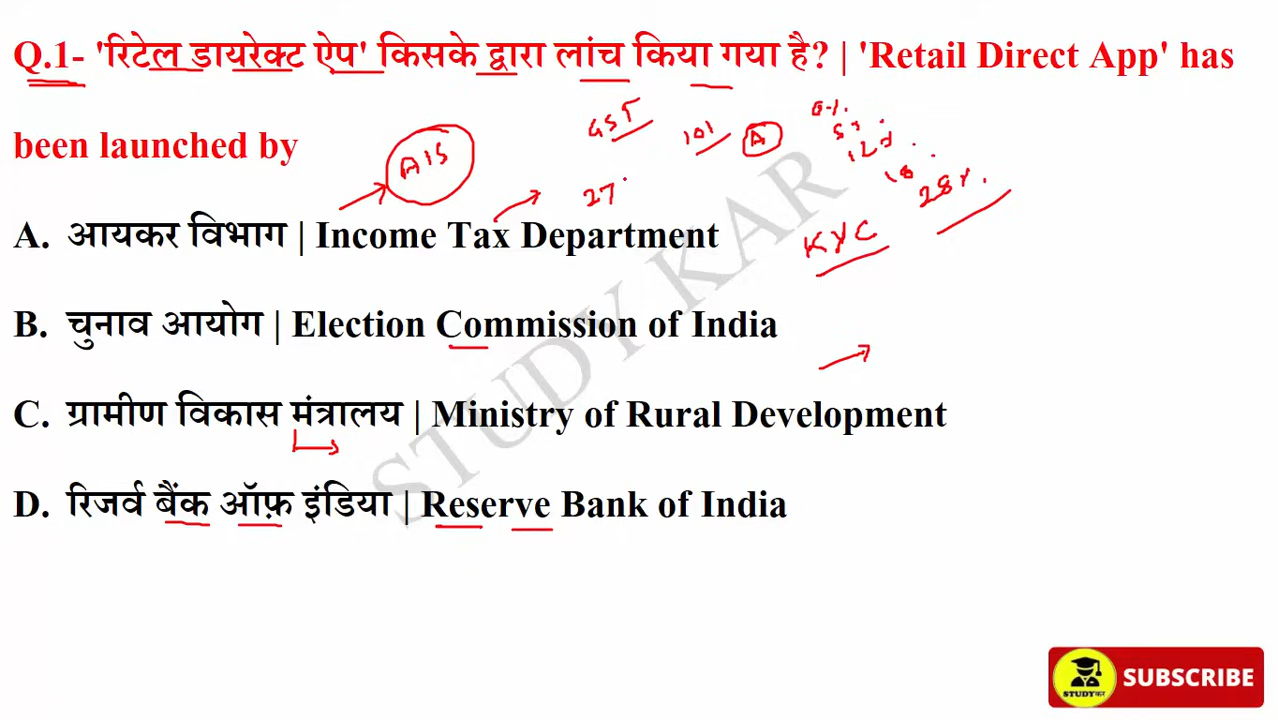 Q.1- 'रिटेल डायरेक्ट ऐप' किसके द्वारा लांच किया गया है? | 'Retail Direct App' has
been launched by
GST 101 A
AIS
27
28%.
KYC
A. आयकर विभाग | Income Tax Department
B. चुनाव आयोग | Election Commission of India
C. ग्रामीण विकास मंत्रालय | Ministry of Rural Development
D. रिजर्व बैंक ऑफ़ इंडिया | Reserve Bank of India
STUDY KAR
SUBSCRIBE
STUDYकर